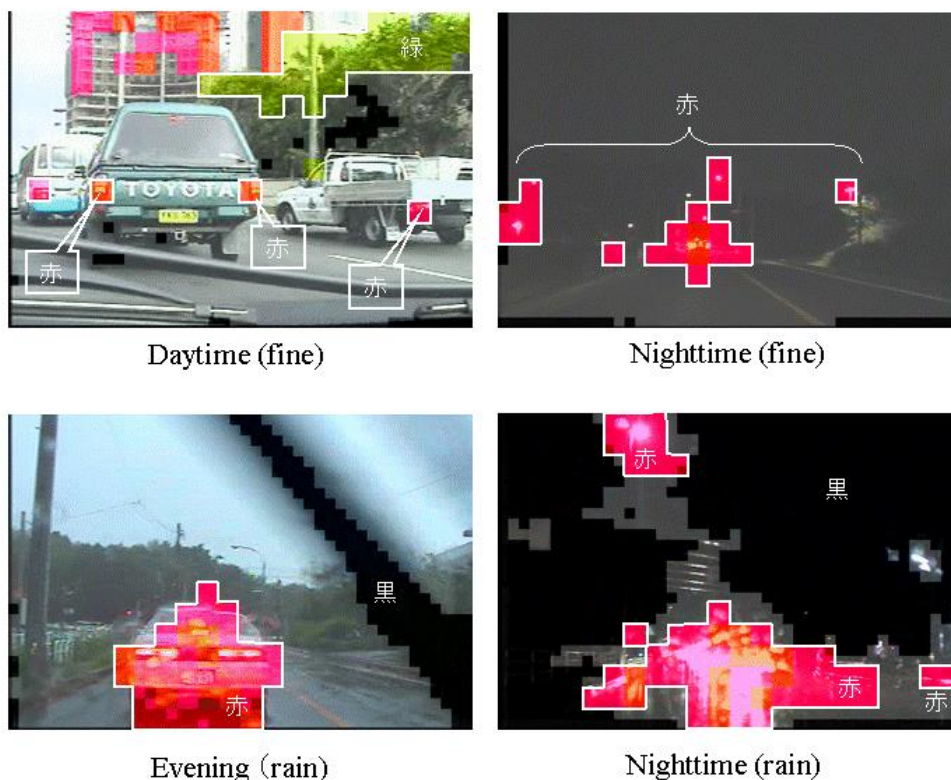 緑
TOYOTA
赤
赤
赤
Daytime (fine)
赤
Nighttime (fine)
黒
赤
Evening (rain)
赤
黒
赤
赤
Nighttime (rain)